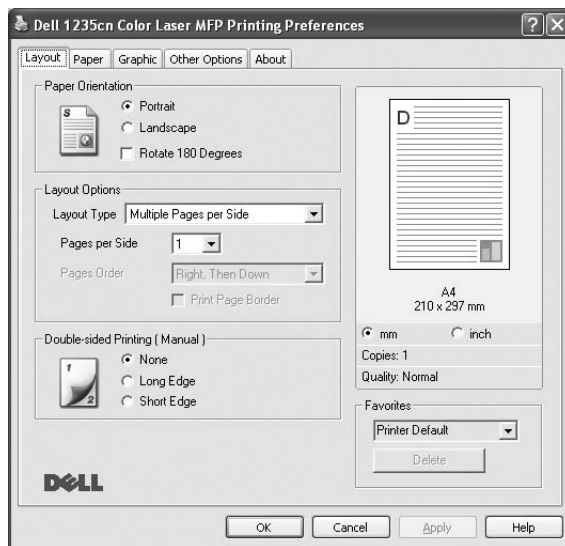 Dell 1235cn Color Laser MFP Printing Preferences
Layout Paper Graphic Other Options About
Paper Orientation
S
Portrait
Landscape
Rotate 180 Degrees
Layout Options
Layout Type Multiple Pages per Side
Pages per Side 1
Pages Order Right, Then Down
Print Page Border
Double-sided Printing ( Manual )
1
2
None
Long Edge
Short Edge
DELL
D
A4
210 x 297 mm
mm inch
Copies: 1
Quality: Normal
Favorites
Printer Default
Delete
OK Cancel Apply Help